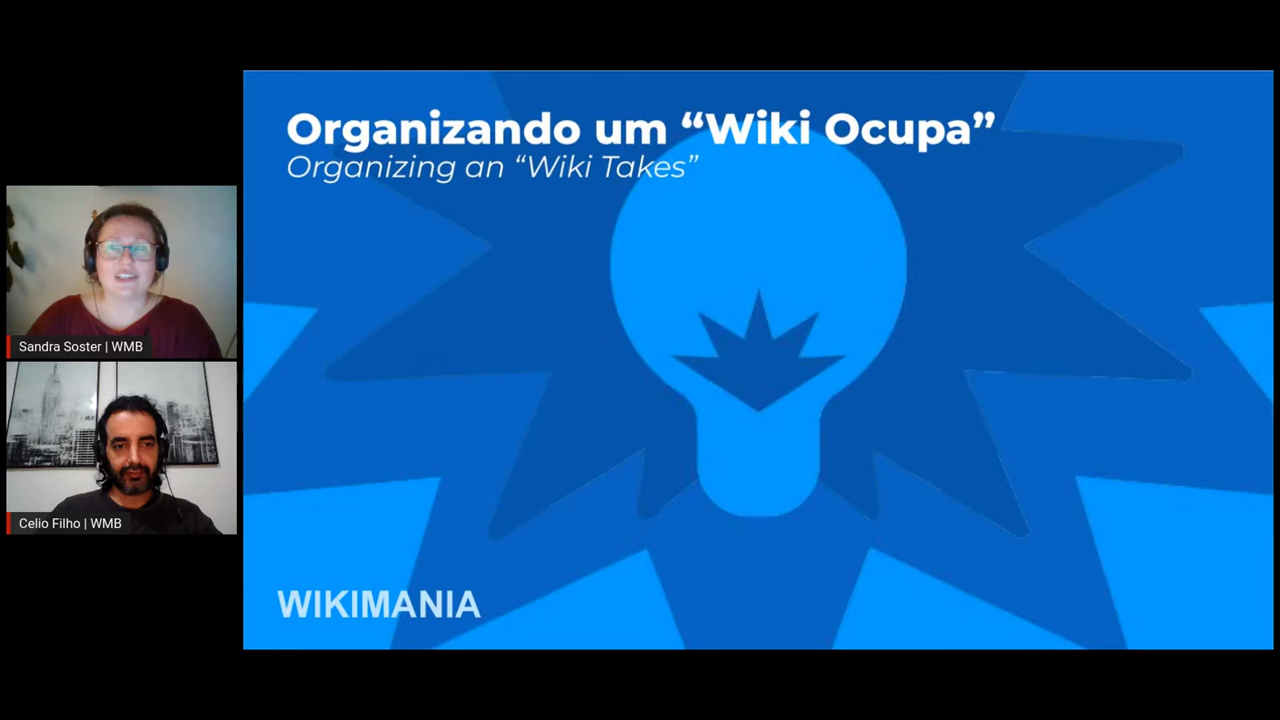 Organizando um “Wiki Ocupa”
Organizing an “Wiki Takes”
Sandra Soster | WMB
Celio Filho | WMB
WIKIMANIA